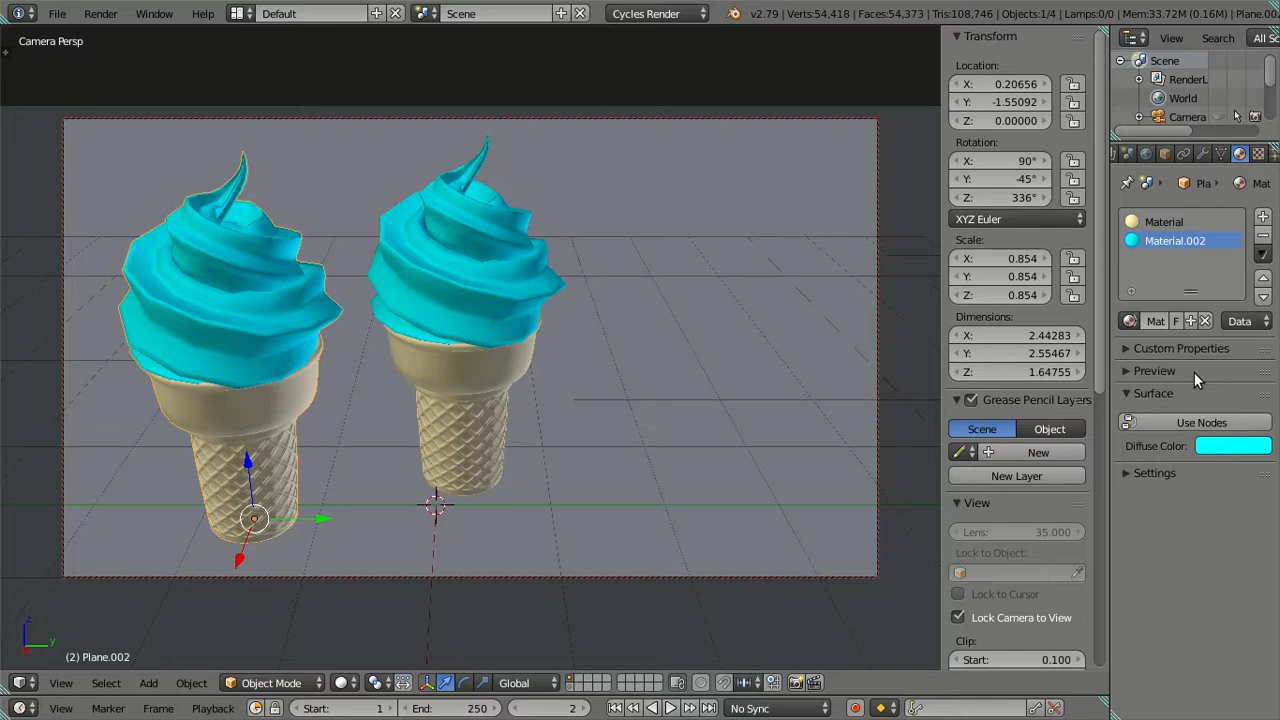 File Render Window Help Default Scene Cycles Render v2.79 | Verts:54,418 | Faces:54,373 | Tris:108,746 | Objects:1/4 | Lamps:0/0 | Mem:33.72M (0.16M) | Plane.002
Camera Persp
Transform
Location:
X: 0.20656
Y: -1.55092
Z: 0.00000
Rotation:
X: 90°
Y: -45°
Z: 336°
XYZ Euler
Scale:
X: 0.854
Y: 0.854
Z: 0.854
Dimensions:
X: 2.44283
Y: 2.55467
Z: 1.64755
Grease Pencil Layers
Scene Object
New
New Layer
View
Lens: 35.000
Lock to Object:
Lock to Cursor
Lock Camera to View
Clip:
Start: 0.100
View Search All Sc
Scene
RenderL
World
Camera
Pla Mat
Material
Material.002
Mat F Data
Custom Properties
Preview
Surface
Use Nodes
Diffuse Color:
Settings
z
y
(2) Plane.002
View Select Add Object Object Mode Global
View Marker Frame Playback Start: 1 End: 250 2 No Sync